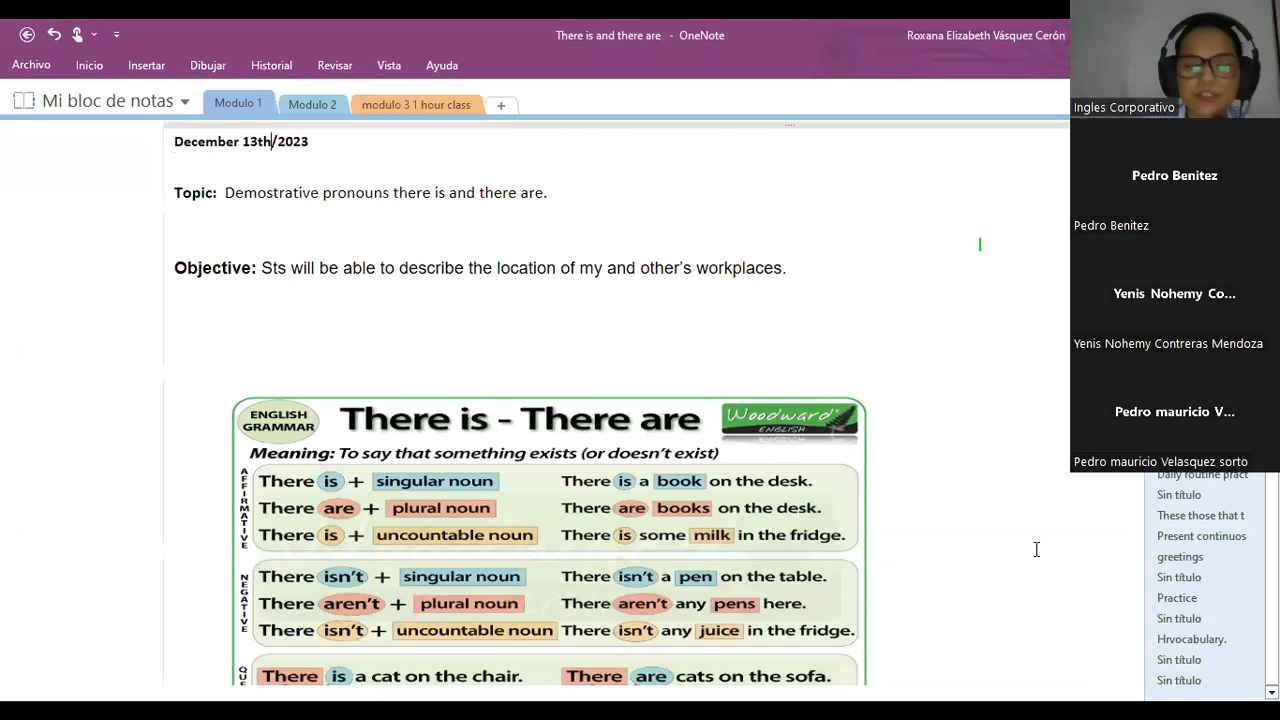 There is and there are - OneNote
Roxana Elizabeth Vásquez Cerón
Archivo Inicio Insertar Dibujar Historial Revisar Vista Ayuda
Mi bloc de notas
Modulo 1 Modulo 2 modulo 3 1 hour class +
December 13th/2023
Topic: Demostrative pronouns there is and there are.
Objective: Sts will be able to describe the location of my and other's workplaces.
ENGLISH
GRAMMAR
There is - There are
Woodward
ENGLISH
Meaning: To say that something exists (or doesn't exist)
AFFIRMATIVE
There is + singular noun There is a book on the desk.
There are + plural noun There are books on the desk.
There is + uncountable noun There is some milk in the fridge.
NEGATIVE
There isn't + singular noun There isn't a pen on the table.
There aren't + plural noun There aren't any pens here.
There isn't + uncountable noun There isn't any juice in the fridge.
QUE
There is a cat on the chair. There are cats on the sofa.
Ingles Corporativo
Pedro Benitez
Pedro Benitez
Yenis Nohemy Co...
Yenis Nohemy Contreras Mendoza
Pedro mauricio V...
Pedro mauricio Velasquez sorto
Daily routine pract
Sin título
These those that t
Present continuos
greetings
Sin título
Practice
Sin título
Hrvocabulary.
Sin título
Sin título